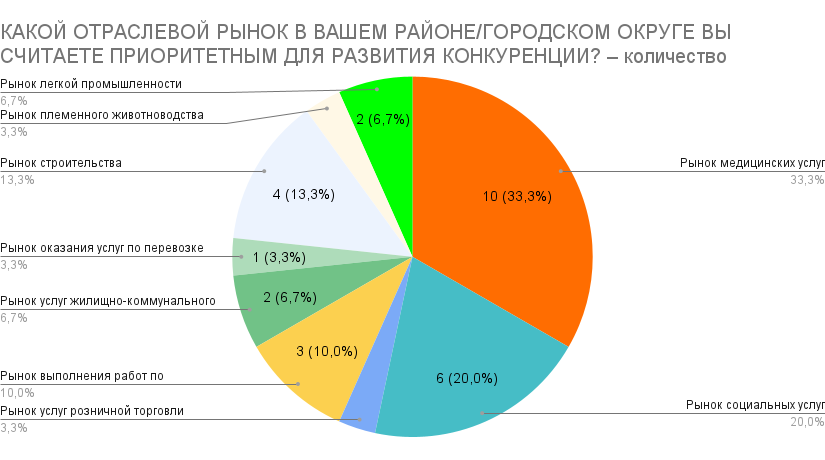 КАКОЙ ОТРАСЛЕВОЙ РЫНОК В ВАШЕМ РАЙОНЕ/ГОРОДСКОМ ОКРУГЕ ВЫ
СЧИТАЕТЕ ПРИОРИТЕТНЫМ ДЛЯ РАЗВИТИЯ КОНКУРЕНЦИИ? – количество
Рынок легкой промышленности
6,7%
Рынок племенного животноводства
3,3%
Рынок строительства
13,3%
Рынок оказания услуг по перевозке
3,3%
Рынок услуг жилищно-коммунального
6,7%
Рынок выполнения работ по
10,0%
Рынок услуг розничной торговли
3,3%
2 (6,7%)
4 (13,3%)
1 (3,3%)
2 (6,7%)
3 (10,0%)
10 (33,3%)
6 (20,0%)
Рынок медицинских услуг
33,3%
Рынок социальных услуг
20,0%